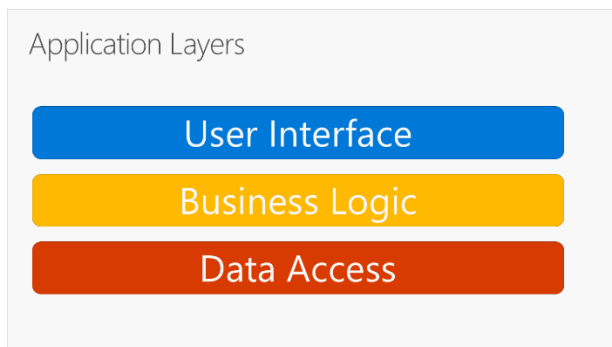 Application Layers
User Interface
Business Logic
Data Access